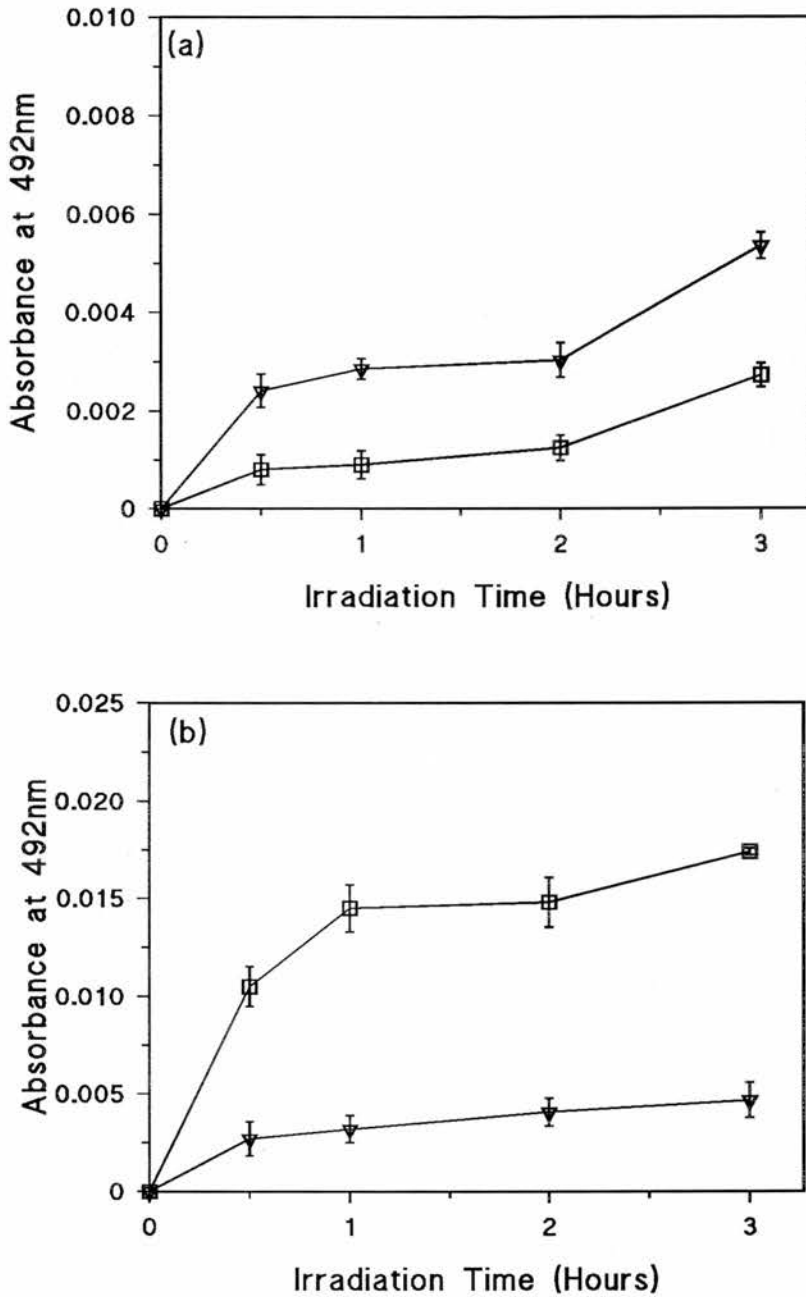 (a)
Absorbance at 492nm
0.010
0.008
0.006
0.004
0.002
0
0 1 2 3
Irradiation Time (Hours)
(b)
Absorbance at 492nm
0.025
0.020
0.015
0.010
0.005
0
0 1 2 3
Irradiation Time (Hours)